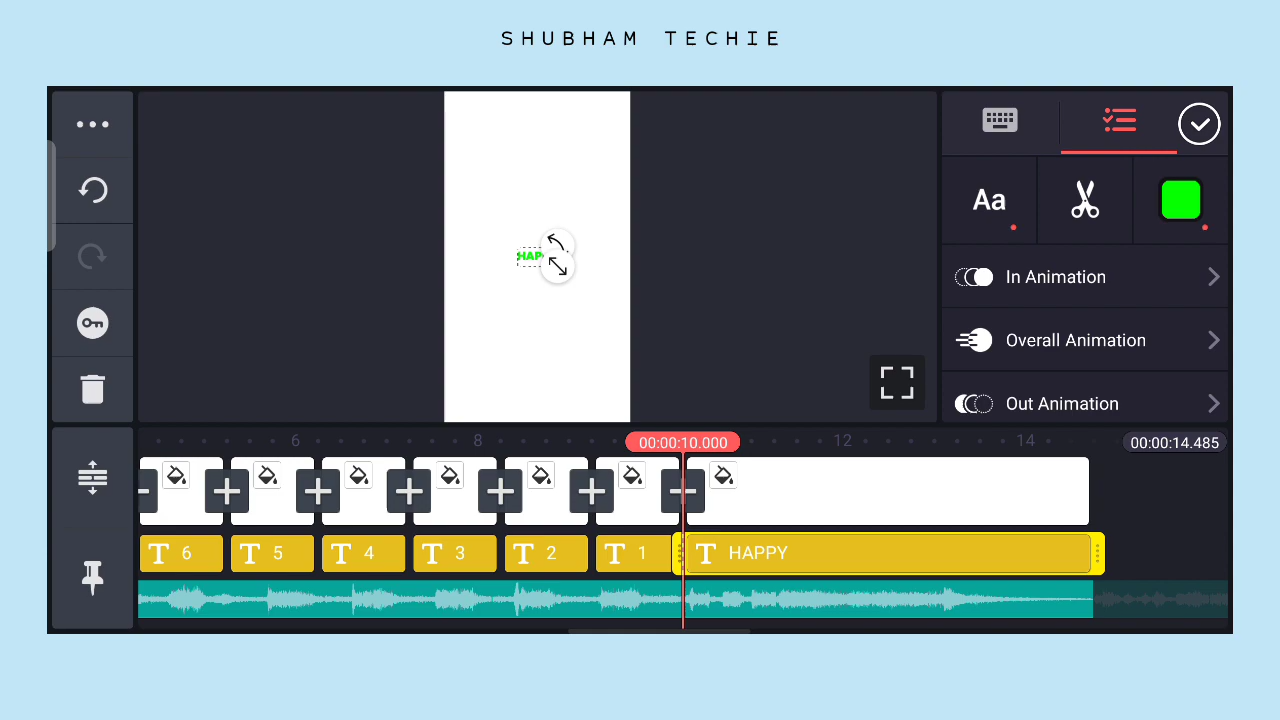 SHUBHAM TECHIE
HAP
Aa
In Animation
Overall Animation
Out Animation
6 8 00:00:10.000 12 14 00:00:14.485
T 6 T 5 T 4 T 3 T 2 T 1 T HAPPY